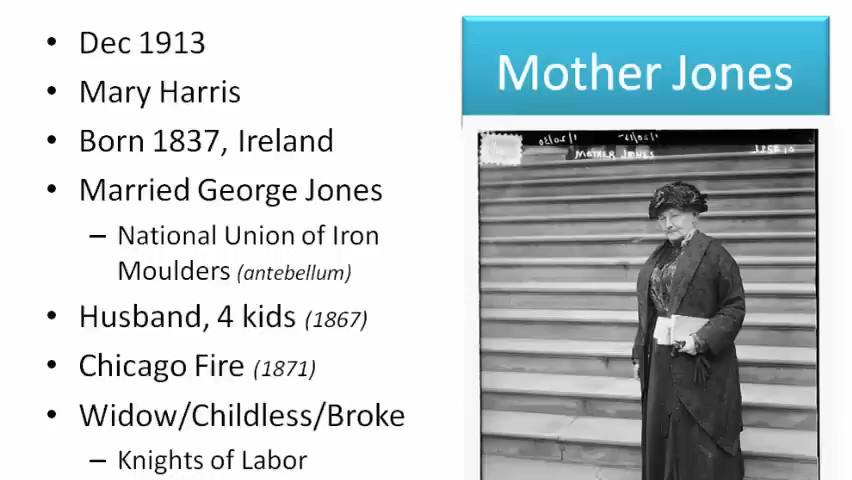 Dec 1913
Mary Harris
Born 1837, Ireland
Married George Jones
– National Union of Iron
Moulders (antebellum)
Husband, 4 kids (1867)
Chicago Fire (1871)
Widow/Childless/Broke
– Knights of Labor
Mother Jones
MOTHER JONES